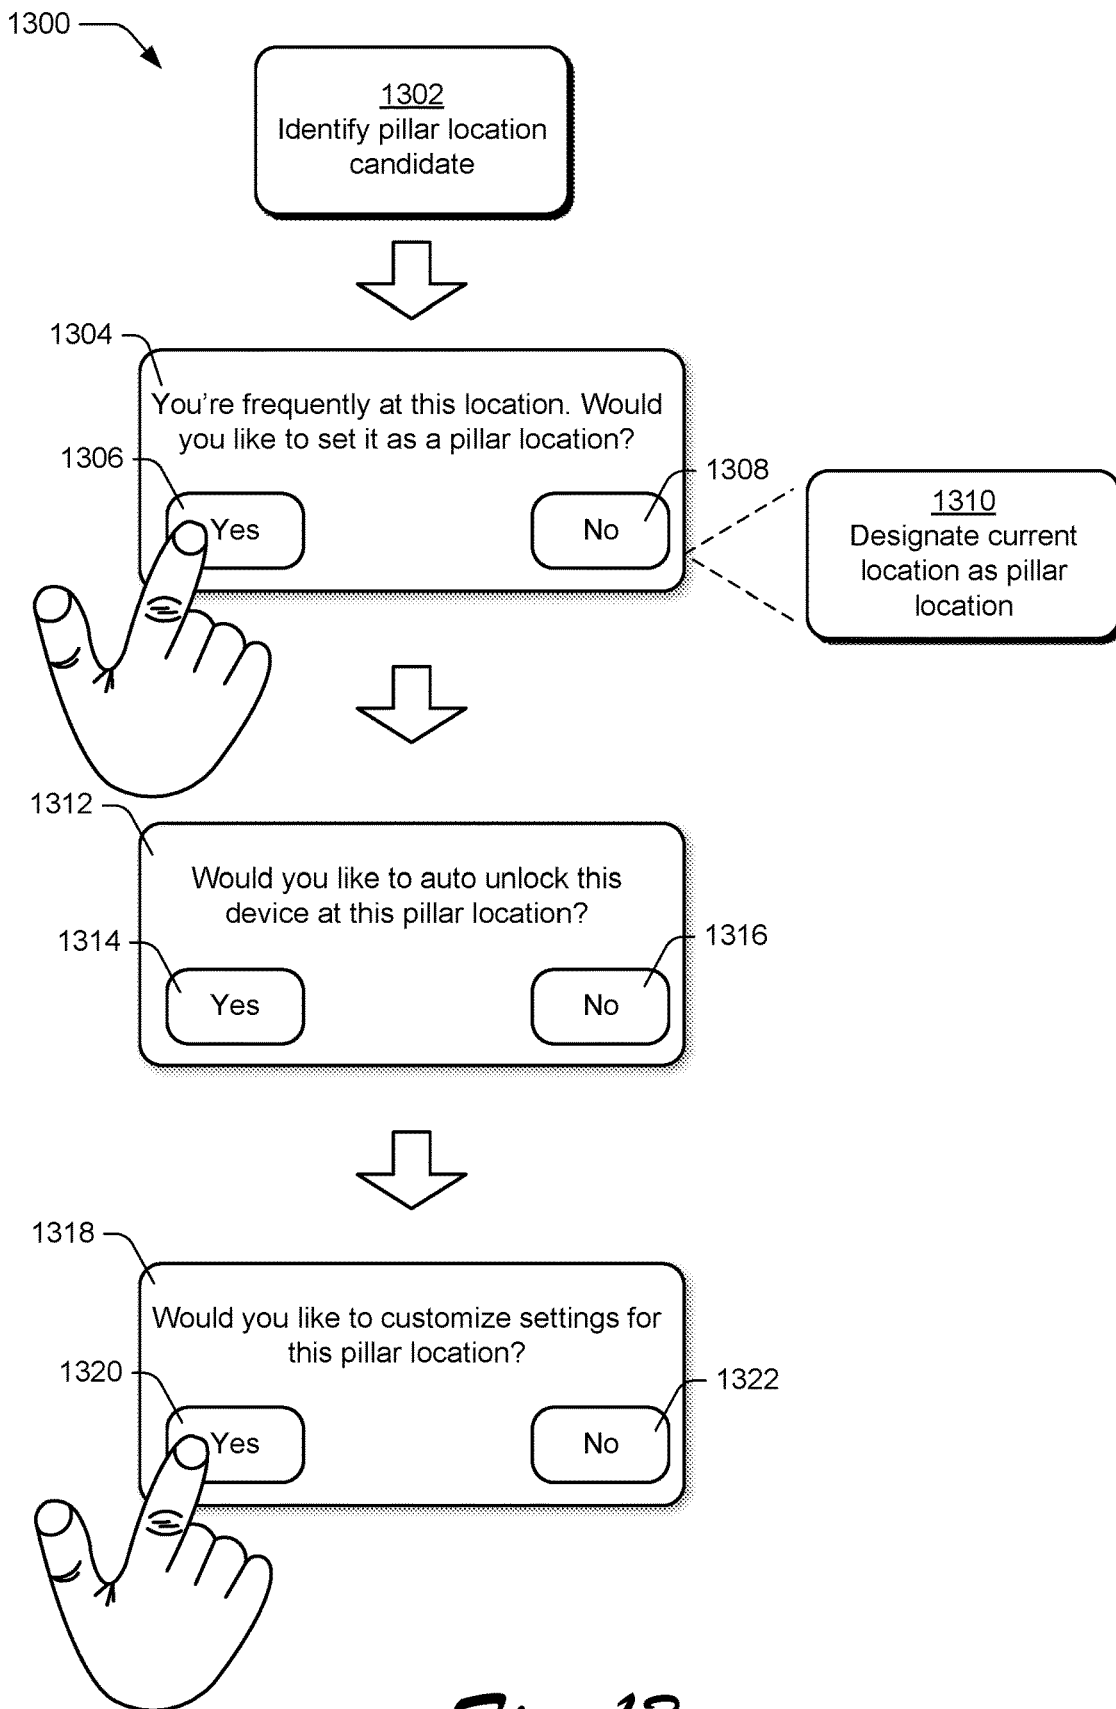 1300
1302
Identify pillar location
candidate
1304
You're frequently at this location. Would
you like to set it as a pillar location?
1306
1308
Yes
No
1310
Designate current
location as pillar
location
1312
Would you like to auto unlock this
device at this pillar location?
1314
1316
Yes
No
1318
Would you like to customize settings for
this pillar location?
1320
1322
Yes
No